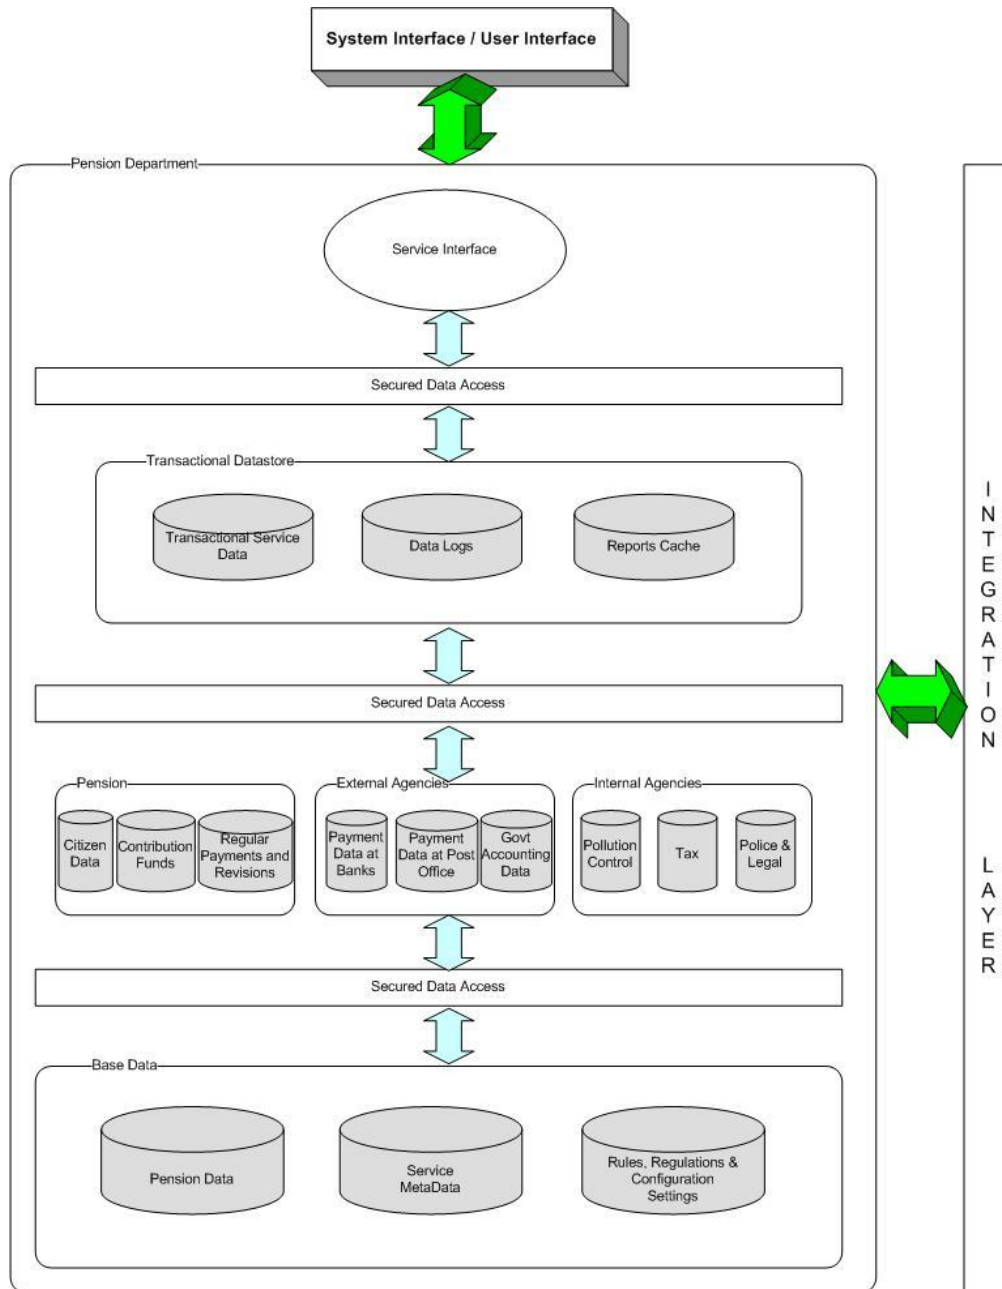 System Interface / User Interface
Pension Department
Service Interface
Secured Data Access
Transactional Datastore
Transactional Service
Data
Data Logs
Reports Cache
Secured Data Access
Pension
Citizen
Data
Contribution
Funds
Regular
Payments and
Revisions
External Agencies
Payment
Data at
Banks
Payment
Data at Post
Office
Govt
Accounting
Data
Internal Agencies
Pollution
Control
Tax
Police &
Legal
Secured Data Access
Base Data
Pension Data
Service
MetaData
Rules, Regulations &
Configuration
Settings
INTEGRATION
LAYER